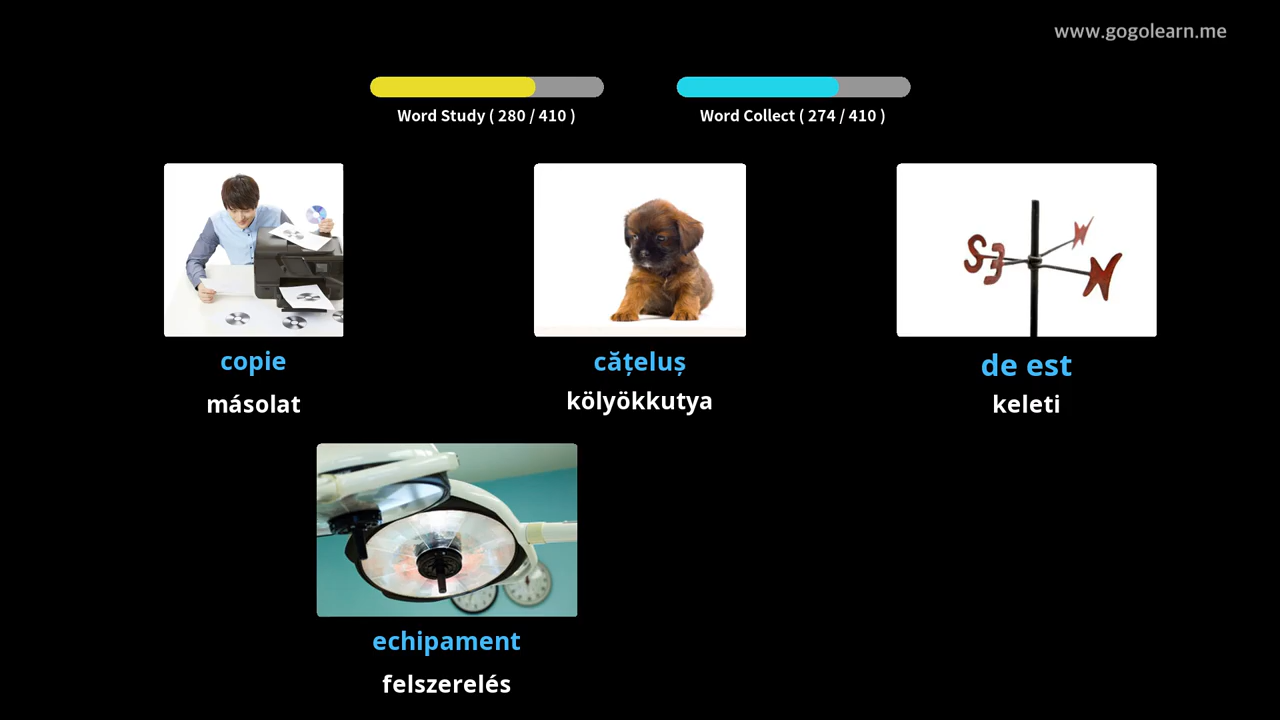 www.gogolearn.me
Word Study ( 280 / 410 )
Word Collect ( 274 / 410 )
copie
cățeluș
de est
másolat
kölyökkutya
keleti
echipament
felszerelés